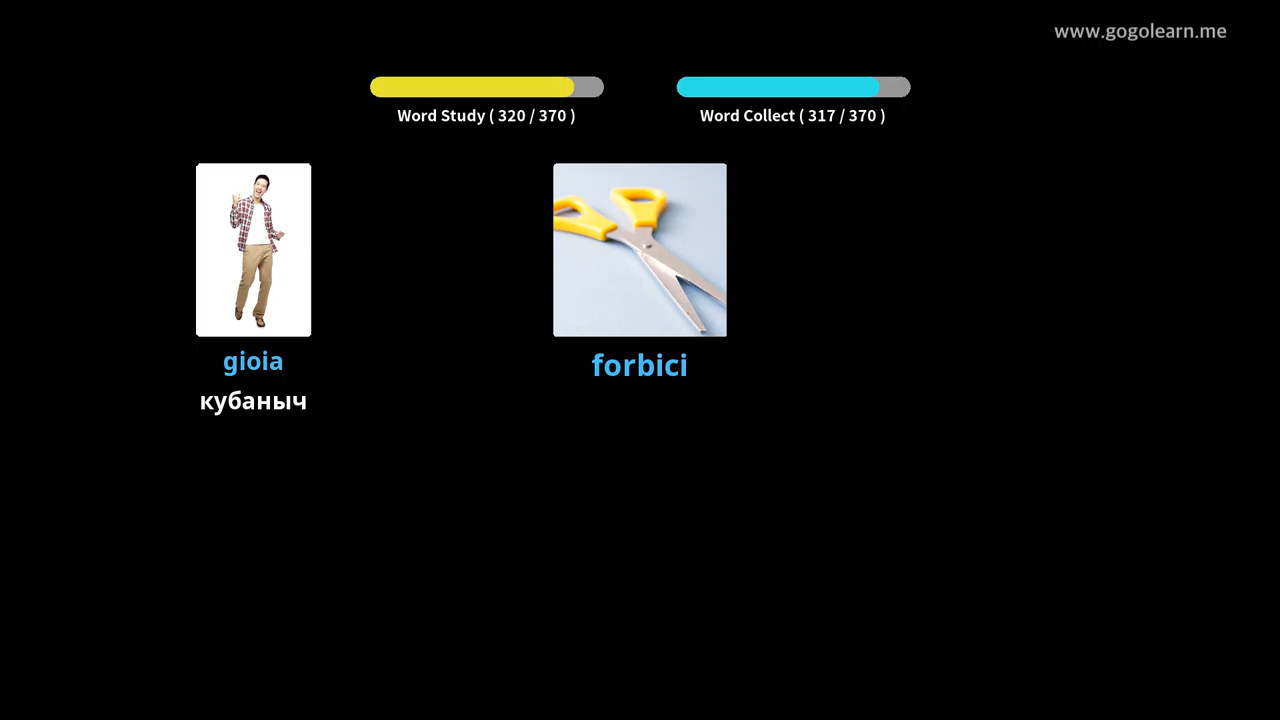 www.gogolearn.me
Word Study ( 320 / 370 )
Word Collect ( 317 / 370 )
gioia
кубаныч
forbici